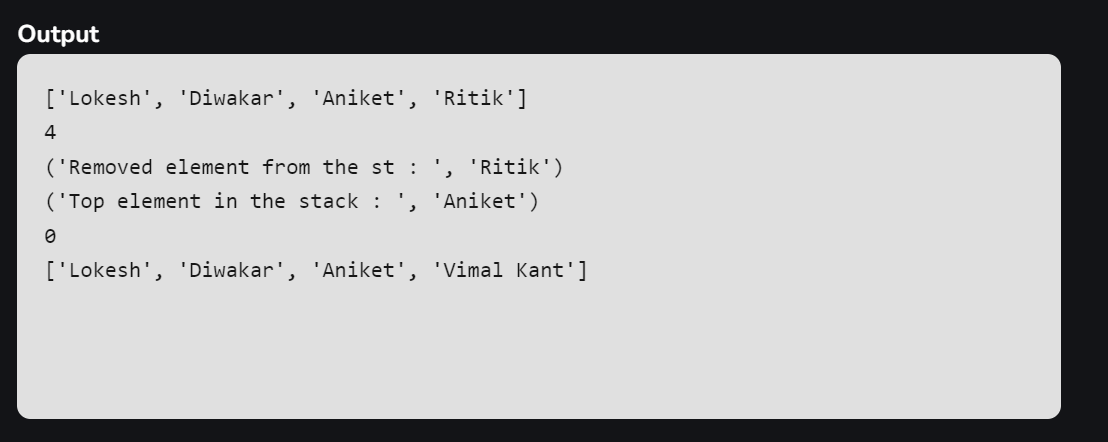 Output
['Lokesh', 'Diwakar', 'Aniket', 'Ritik']
4
('Removed element from the st : ', 'Ritik')
('Top element in the stack : ', 'Aniket')
0
['Lokesh', 'Diwakar', 'Aniket', 'Vimal Kant']